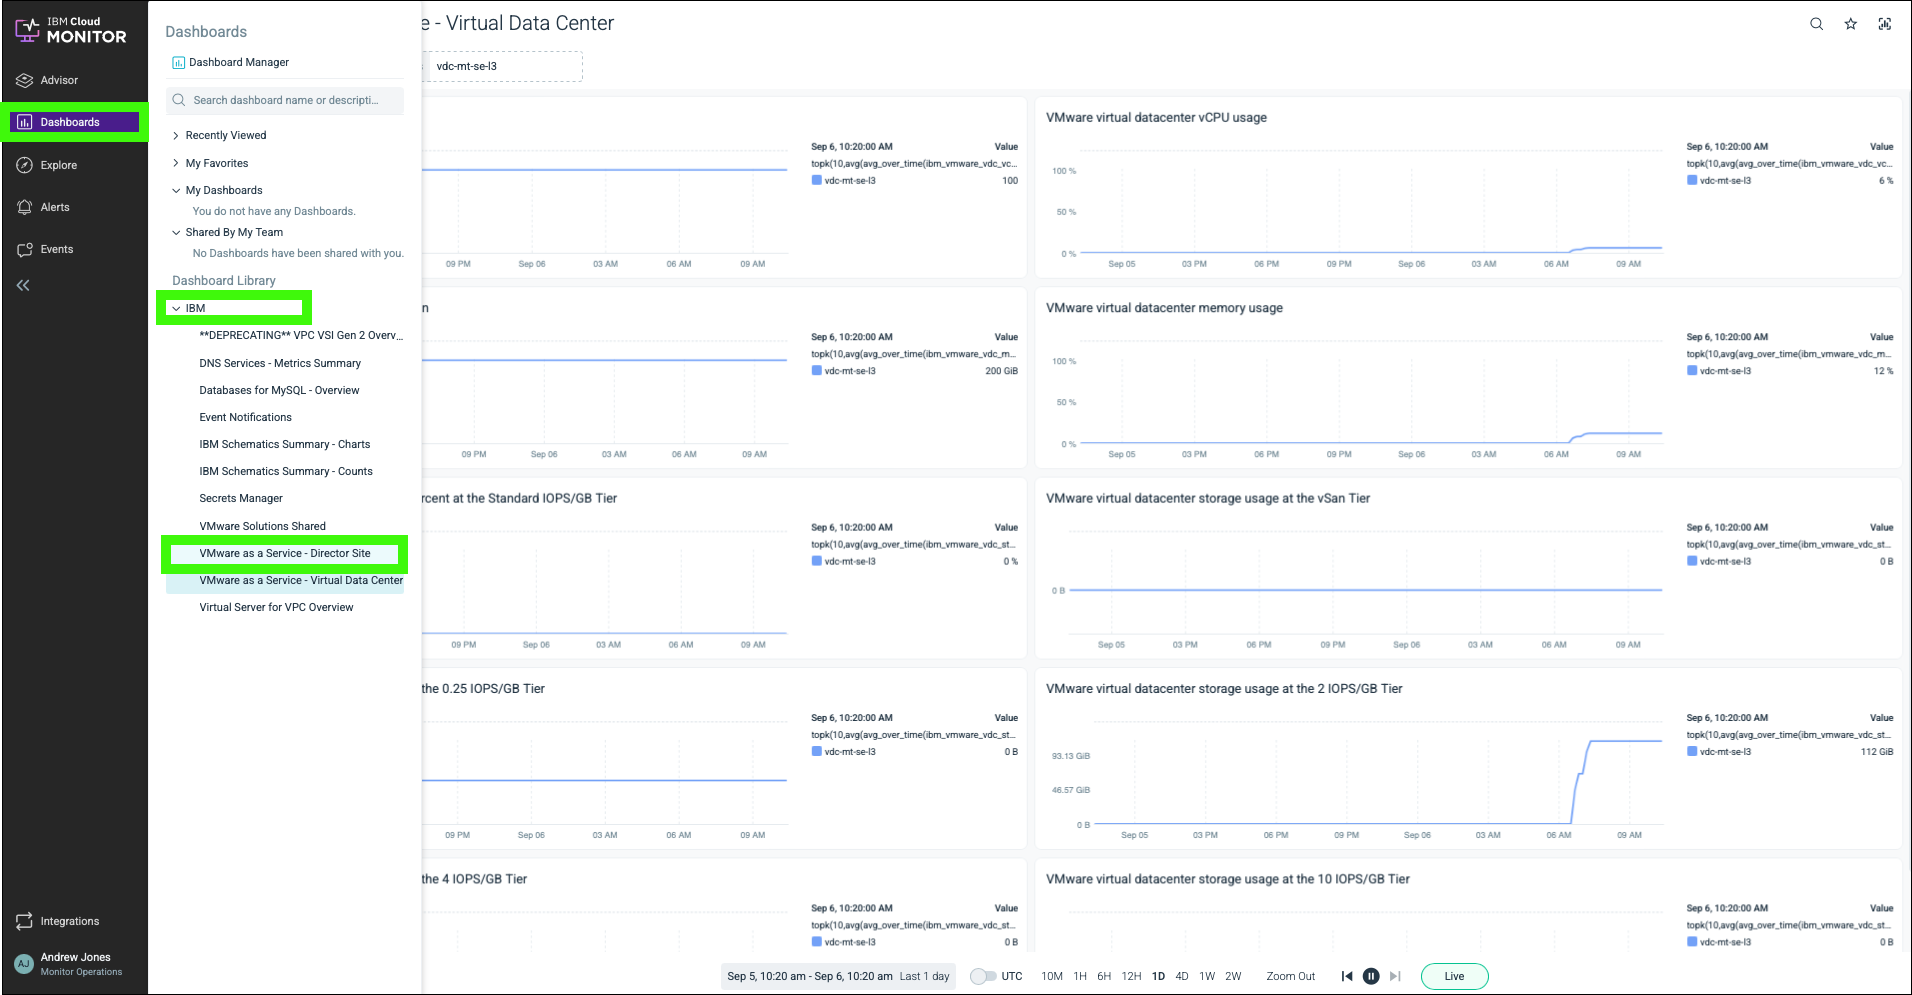 IBM Cloud
MONITOR
Advisor
Dashboards
Explore
Alerts
Events
Integrations
AJ
Andrew Jones
Monitor Operations
Dashboards
Dashboard Manager
Search dashboard name or descripti...
Recently Viewed
My Favorites
My Dashboards
You do not have any Dashboards.
Shared By My Team
No Dashboards have been shared with you.
Dashboard Library
IBM
**DEPRECATING** VPC VSI Gen 2 Overv...
DNS Services - Metrics Summary
Databases for MySQL - Overview
Event Notifications
IBM Schematics Summary - Charts
IBM Schematics Summary - Counts
Secrets Manager
VMware Solutions Shared
VMware as a Service - Director Site
VMware as a Service - Virtual Data Center
Virtual Server for VPC Overview
e - Virtual Data Center
vdc-mt-se-l3
Sep 6, 10:20:00 AM Value
topk(10,avg(avg_over_time(ibm_vmware_vdc_vc...
vdc-mt-se-l3 100
09 PM Sep 06 03 AM 06 AM 09 AM
VMware virtual datacenter vCPU usage
Sep 6, 10:20:00 AM Value
topk(10,avg(avg_over_time(ibm_vmware_vdc_vc...
vdc-mt-se-l3 6 %
100 %
50 %
0 %
Sep 05 03 PM 06 PM 09 PM Sep 06 03 AM 06 AM 09 AM
n
Sep 6, 10:20:00 AM Value
topk(10,avg(avg_over_time(ibm_vmware_vdc_m...
vdc-mt-se-l3 200 GiB
09 PM Sep 06 03 AM 06 AM 09 AM
VMware virtual datacenter memory usage
Sep 6, 10:20:00 AM Value
topk(10,avg(avg_over_time(ibm_vmware_vdc_m...
vdc-mt-se-l3 12 %
100 %
50 %
0 %
Sep 05 03 PM 06 PM 09 PM Sep 06 03 AM 06 AM 09 AM
rcent at the Standard IOPS/GB Tier
Sep 6, 10:20:00 AM Value
topk(10,avg(avg_over_time(ibm_vmware_vdc_st...
vdc-mt-se-l3 0 %
09 PM Sep 06 03 AM 06 AM 09 AM
VMware virtual datacenter storage usage at the vSan Tier
Sep 6, 10:20:00 AM Value
topk(10,avg(avg_over_time(ibm_vmware_vdc_st...
vdc-mt-se-l3 0 B
0 B
Sep 05 03 PM 06 PM 09 PM Sep 06 03 AM 06 AM 09 AM
the 0.25 IOPS/GB Tier
Sep 6, 10:20:00 AM Value
topk(10,avg(avg_over_time(ibm_vmware_vdc_st...
vdc-mt-se-l3 0 B
09 PM Sep 06 03 AM 06 AM 09 AM
VMware virtual datacenter storage usage at the 2 IOPS/GB Tier
Sep 6, 10:20:00 AM Value
topk(10,avg(avg_over_time(ibm_vmware_vdc_st...
vdc-mt-se-l3 112 GiB
93.13 GiB
46.57 GiB
0 B
Sep 05 03 PM 06 PM 09 PM Sep 06 03 AM 06 AM 09 AM
the 4 IOPS/GB Tier
Sep 6, 10:20:00 AM Value
topk(10,avg(avg_over_time(ibm_vmware_vdc_st...
vdc-mt-se-l3 0 B
VMware virtual datacenter storage usage at the 10 IOPS/GB Tier
Sep 6, 10:20:00 AM Value
topk(10,avg(avg_over_time(ibm_vmware_vdc_st...
vdc-mt-se-l3 0 B
Sep 5, 10:20 am - Sep 6, 10:20 am Last 1 day UTC 10M 1H 6H 12H 1D 4D 1W 2W Zoom Out Live